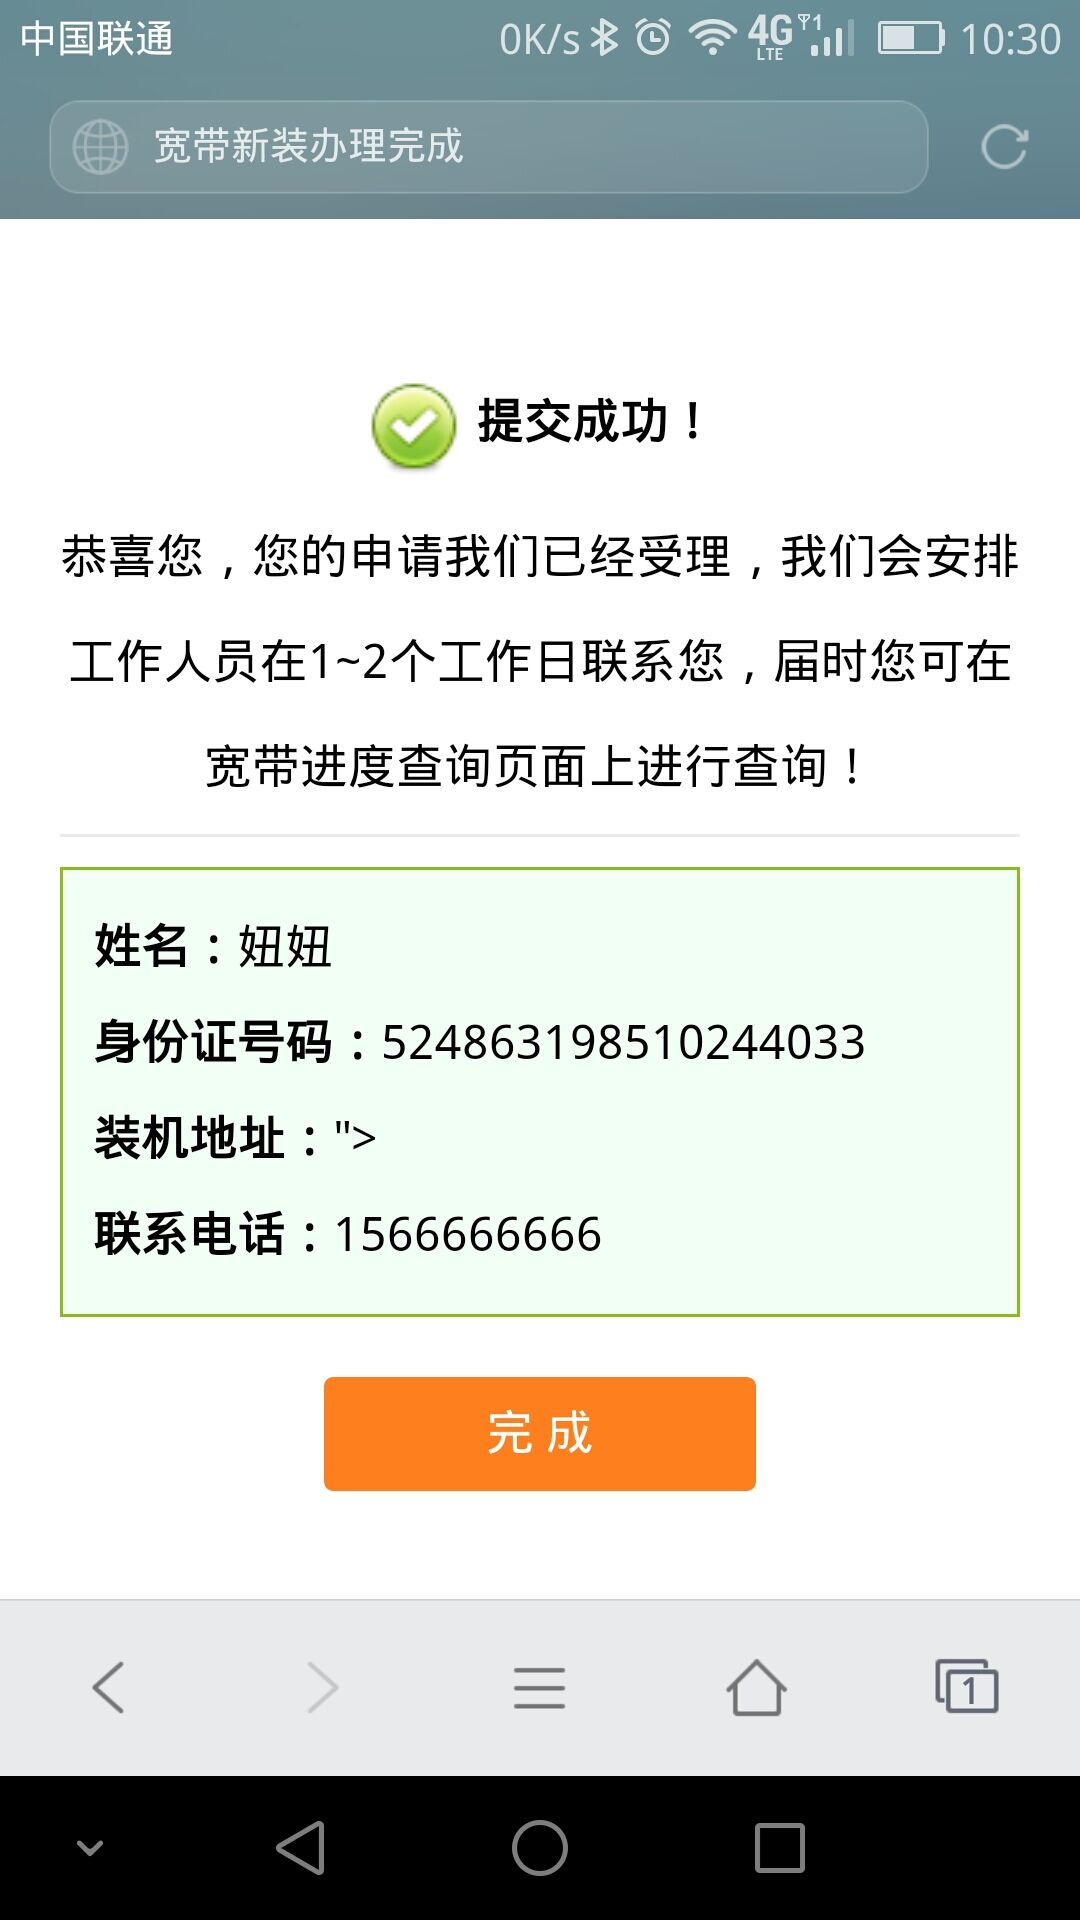 中国联通 0K/s 4G LTE 1 10:30
宽带新装办理完成
提交成功！
恭喜您，您的申请我们已经受理，我们会安排
工作人员在1~2个工作日联系您，届时您可在
宽带进度查询页面上进行查询！
姓名：妞妞
身份证号码：524863198510244033
装机地址：">
联系电话：1566666666
完 成
1